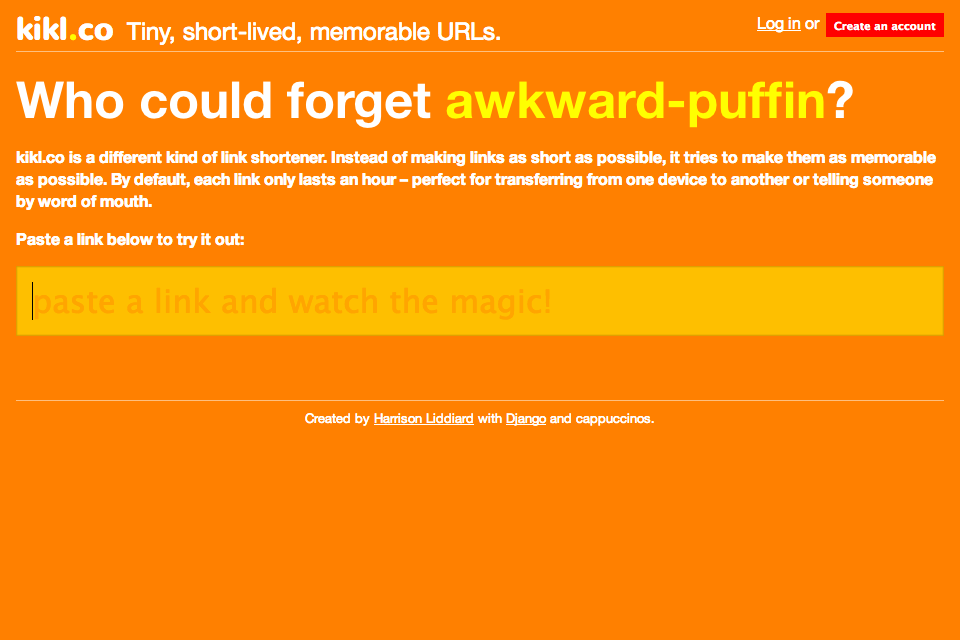 kikl.co Tiny, short-lived, memorable URLs.
Log in or Create an account
Who could forget awkward-puffin?
kikl.co is a different kind of link shortener. Instead of making links as short as possible, it tries to make them as memorable
as possible. By default, each link only lasts an hour – perfect for transferring from one device to another or telling someone
by word of mouth.
Paste a link below to try it out:
paste a link and watch the magic!
Created by Harrison Liddiard with Django and cappuccinos.